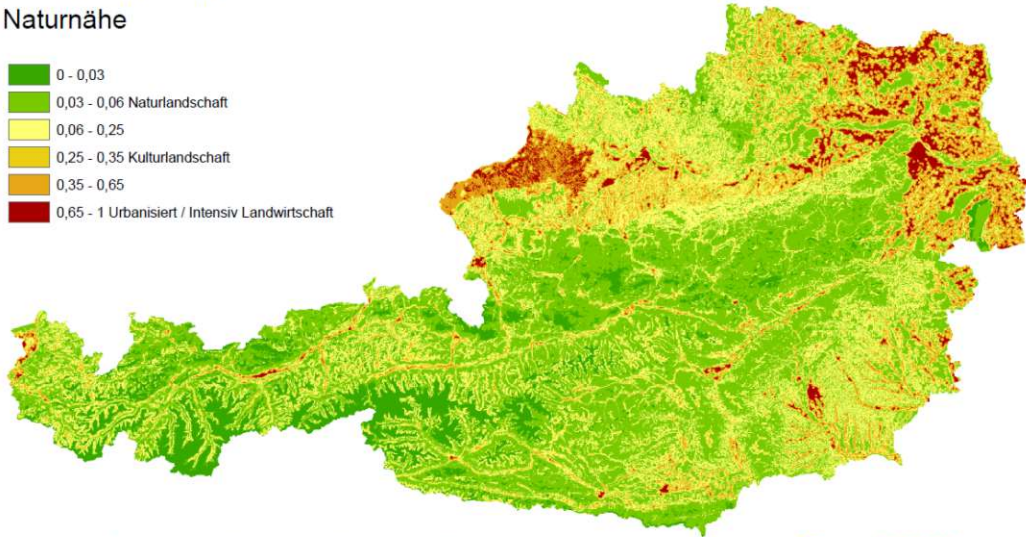 Naturnähe
0 - 0,03
0,03 - 0,06 Naturlandschaft
0,06 - 0,25
0,25 - 0,35 Kulturlandschaft
0,35 - 0,65
0,65 - 1 Urbanisiert / Intensiv Landwirtschaft